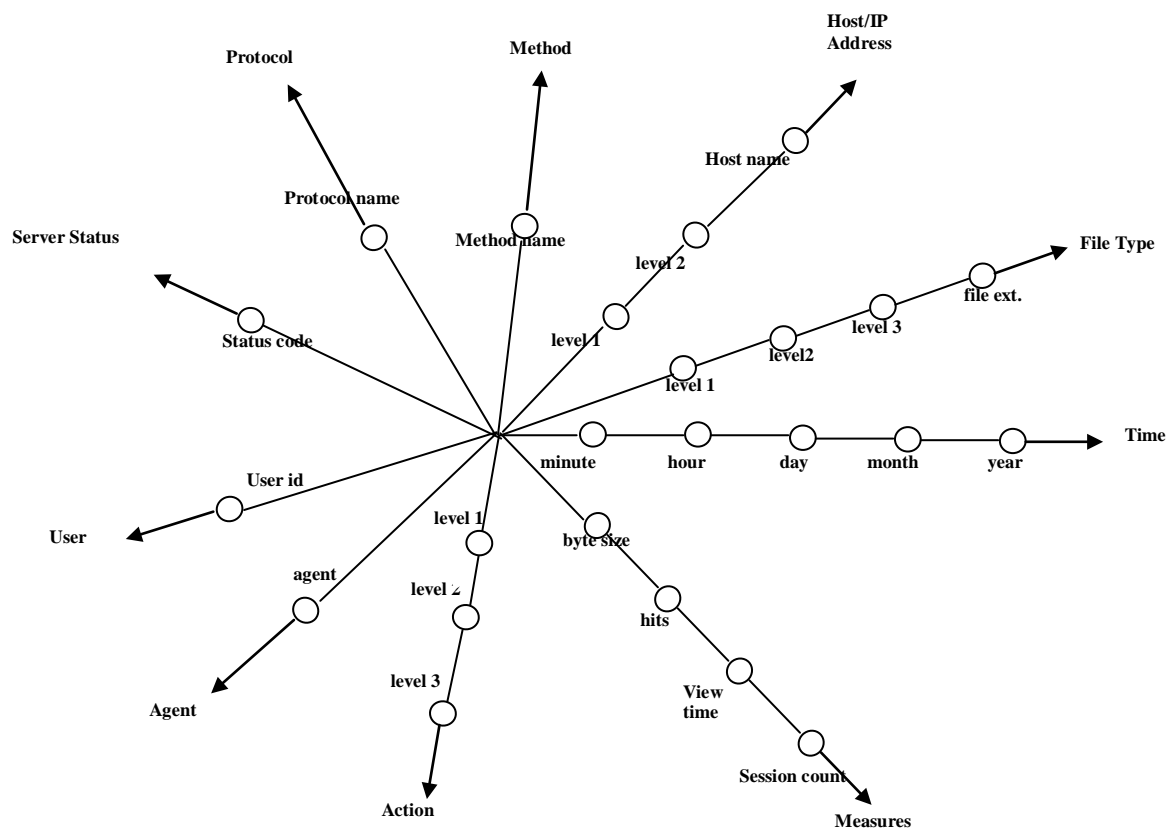 Host/IP
Address
Method
Protocol
Host name
Protocol name
Server Status
Method name
File Type
level 2
file ext.
level 3
level 1
Status code
level2
level 1
Time
minute
hour
day
month
year
User id
level 1
User
byte size
agent
level 2
hits
level 3
View
time
Agent
Session count
Action
Measures